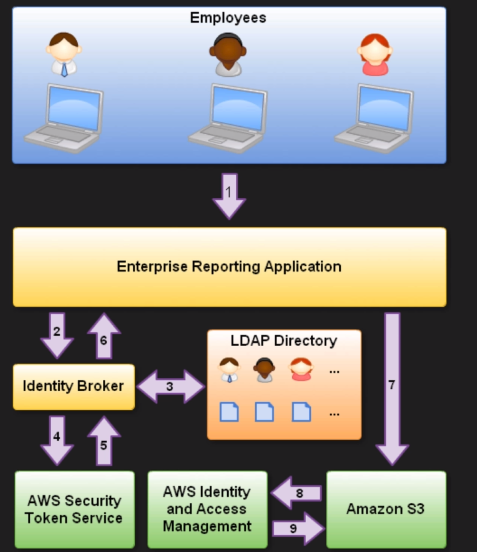 Employees
1
Enterprise Reporting Application
2
6
LDAP Directory
...
7
Identity Broker
3
...
4
5
8
AWS Security
Token Service
AWS Identity
and Access
Management
Amazon S3
9